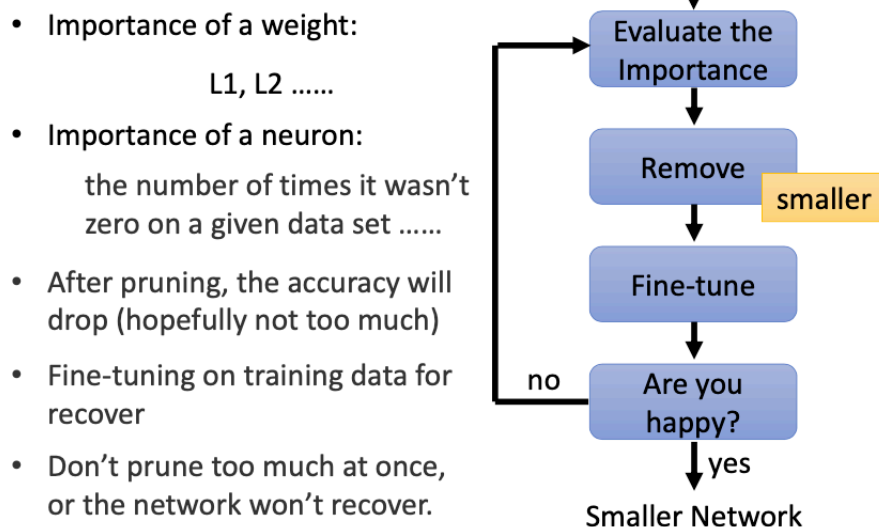 • Importance of a weight:
L1, L2 ……
• Importance of a neuron:
the number of times it wasn’t
zero on a given data set ……
• After pruning, the accuracy will
drop (hopefully not too much)
• Fine-tuning on training data for
recover
• Don’t prune too much at once,
or the network won’t recover.
Evaluate the
Importance
Remove
smaller
Fine-tune
Are you
happy?
no
yes
Smaller Network